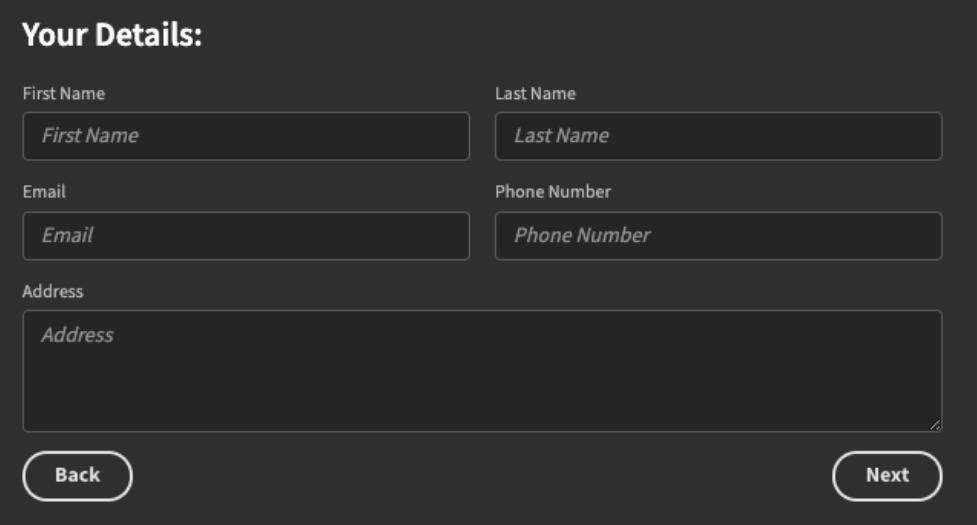 Your Details:
First Name Last Name
First Name Last Name
Email Phone Number
Email Phone Number
Address
Address
Back Next